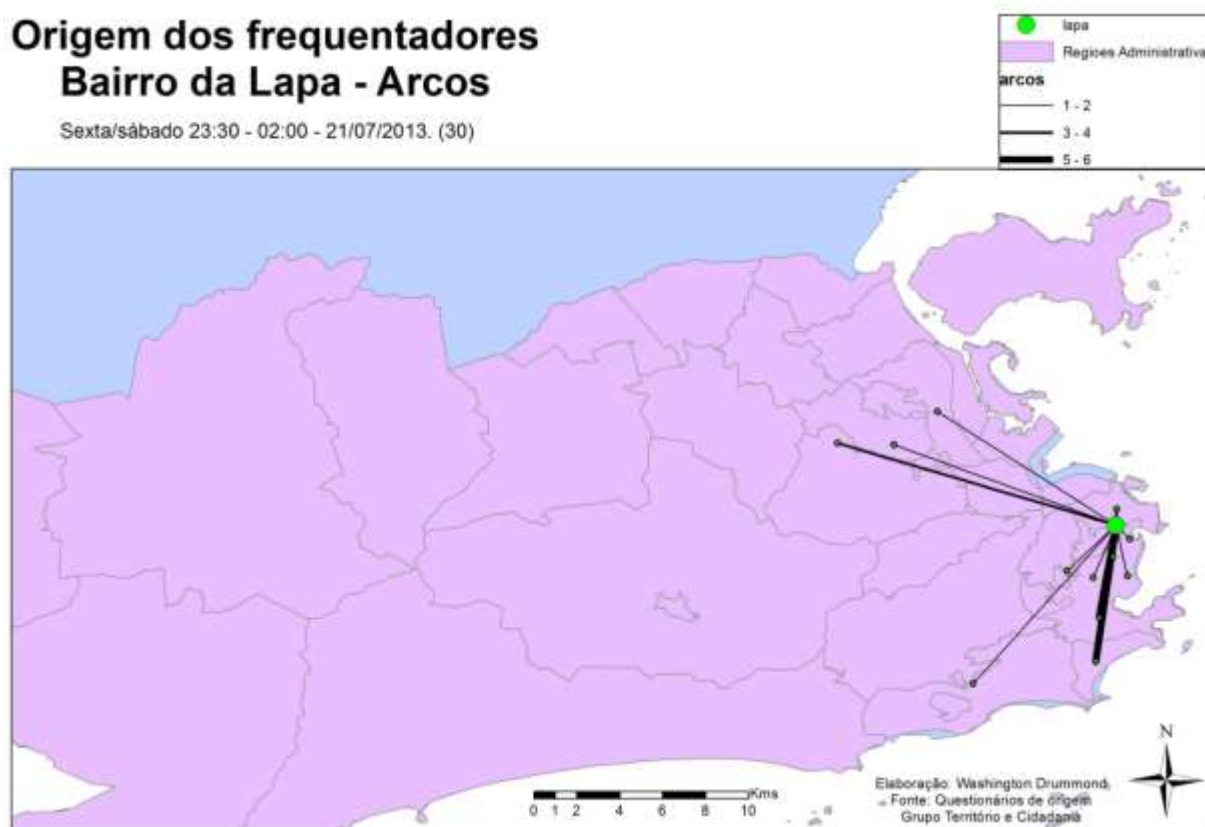 Origem dos frequentadores
Bairro da Lapa - Arcos
Sexta/sábado 23:30 - 02:00 - 21/07/2013. (30)
lapa
Regioes Administrativa
arcos
1 - 2
3 - 4
5 - 6
N
Kms
0 1 2 4 6 8 10
Elaboração: Washington Drummond,
Fonte: Questionários de origem
Grupo Território e Cidadania